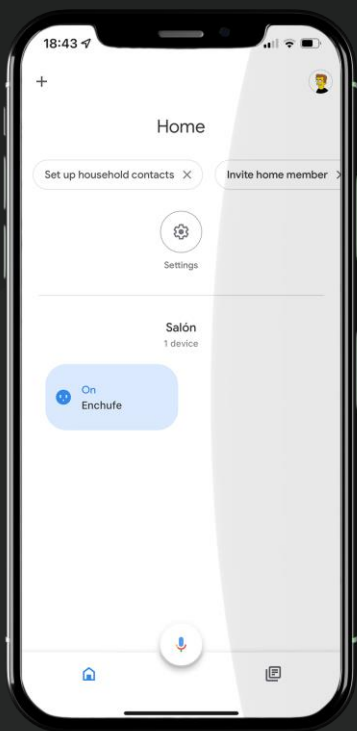 18:43
Home
Set up household contacts
Invite home member
Settings
Salón
1 device
On
Enchufe